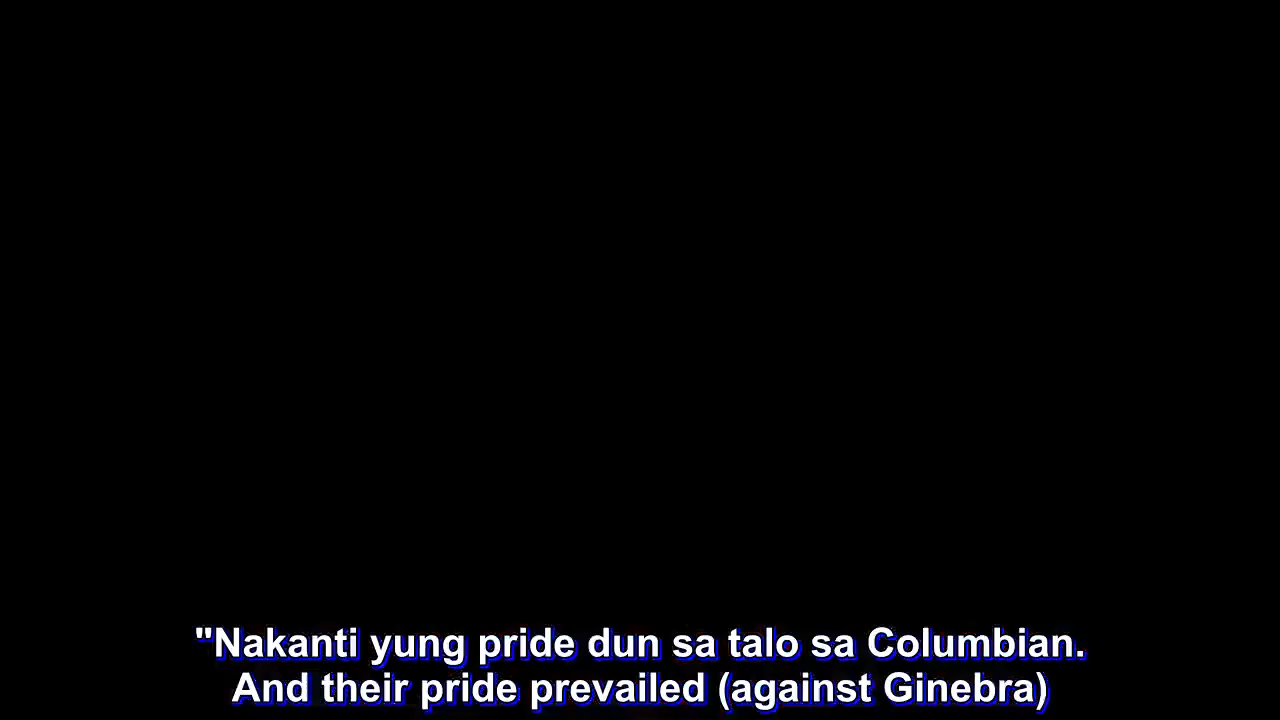 "Nakanti yung pride dun sa talo sa Columbian.
And their pride prevailed (against Ginebra)